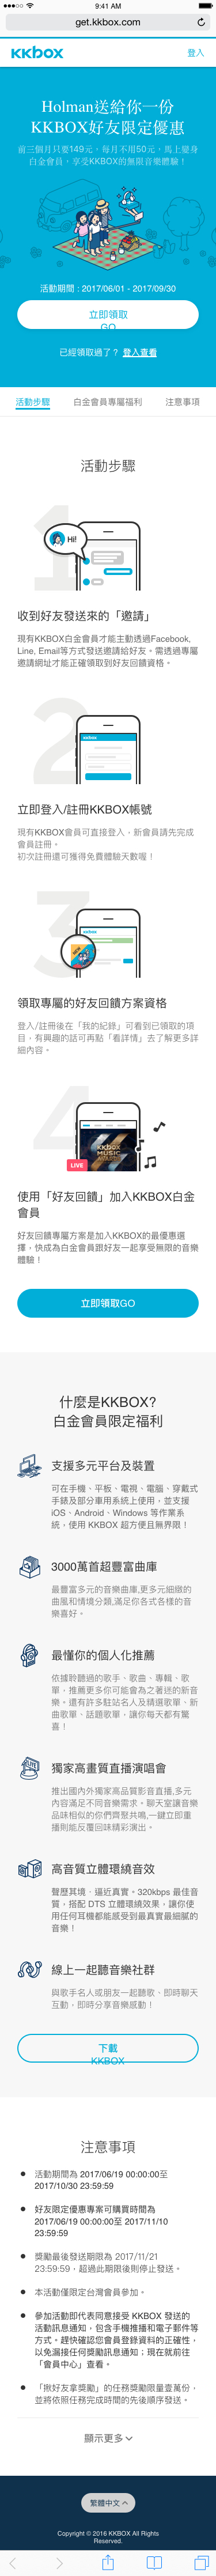 9:41 AM
get.kkbox.com
KKBOX
登入
Holman送給你一份
KKBOX好友限定優惠
前三個月只要149元，每月不用50元，馬上變身
白金會員，享受KKBOX的無限音樂體驗！
活動期間 : 2017/06/01 - 2017/09/30
立即領取
GO
已經領取過了？ 登入查看
活動步驟
白金會員專屬福利
注意事項
活動步驟
1
Hi!
收到好友發送來的「邀請」
現有KKBOX白金會員才能主動透過Facebook,
Line, Email等方式發送邀請給好友。需透過專屬
邀請網址才能正確領取到好友回饋資格。
2
kkbox
立即登入/註冊KKBOX帳號
現有KKBOX會員可直接登入，新會員請先完成
會員註冊。
初次註冊還可獲得免費體驗天數喔！
3
kkbox
領取專屬的好友回饋方案資格
登入/註冊後在「我的紀錄」可看到已領取的項
目，有興趣的話可再點「看詳情」去了解更多詳
細內容。
4
kkbox
MUSIC
LIVE
使用「好友回饋」加入KKBOX白金
會員
好友回饋專屬方案是加入KKBOX的最優惠選
擇，快成為白金會員跟好友一起享受無限的音樂
體驗！
立即領取GO
什麼是KKBOX?
白金會員限定福利
支援多元平台及裝置
可在手機、平板、電視、電腦、穿戴式
手錶及部分車用系統上使用，並支援
iOS、Android、Windows 等作業系
統，使用 KKBOX 超方便且無界限！
3000萬首超豐富曲庫
最豐富多元的音樂曲庫,更多元細緻的
曲風和情境分類,滿足你各式各樣的音
樂喜好。
最懂你的個人化推薦
依據聆聽過的歌手、歌曲、專輯、歌
單，推薦更多你可能會為之著迷的新音
樂。還有許多駐站名人及精選歌單、新
曲歌單、話題歌單，讓你每天都有驚
喜！
獨家高畫質直播演唱會
推出國內外獨家高品質影音直播,多元
內容滿足不同音樂需求。聊天室讓音樂
品味相似的你們齊聚共鳴,一鍵立即重
播則能反覆回味精彩演出。
高音質立體環繞音效
聲歷其境．逼近真實。320kbps 最佳音
質，搭配 DTS 立體環繞效果，讓你使
用任何耳機都能感受到最真實最細膩的
音樂！
線上一起聽音樂社群
與歌手名人或朋友一起聽歌、即時聊天
互動，即時分享音樂感動！
下載
KKBOX
注意事項
活動期間為 2017/06/19 00:00:00至
2017/10/30 23:59:59
好友限定優惠專案可購買時間為
2017/06/19 00:00:00至 2017/11/10
23:59:59
獎勵最後發送期限為 2017/11/21
23:59:59，超過此期限後則停止發送。
本活動僅限定台灣會員參加。
參加活動即代表同意接受 KKBOX 發送的
活動訊息通知，包含手機推播和電子郵件等
方式。趕快確認您會員登錄資料的正確性，
以免漏接任何獎勵訊息通知；現在就前往
「會員中心」查看。
「揪好友拿獎勵」的任務獎勵限量壹萬份，
並將依照任務完成時間的先後順序發送。
顯示更多
繁體中文
Copyright © 2016 KKBOX All Rights
Reserved.